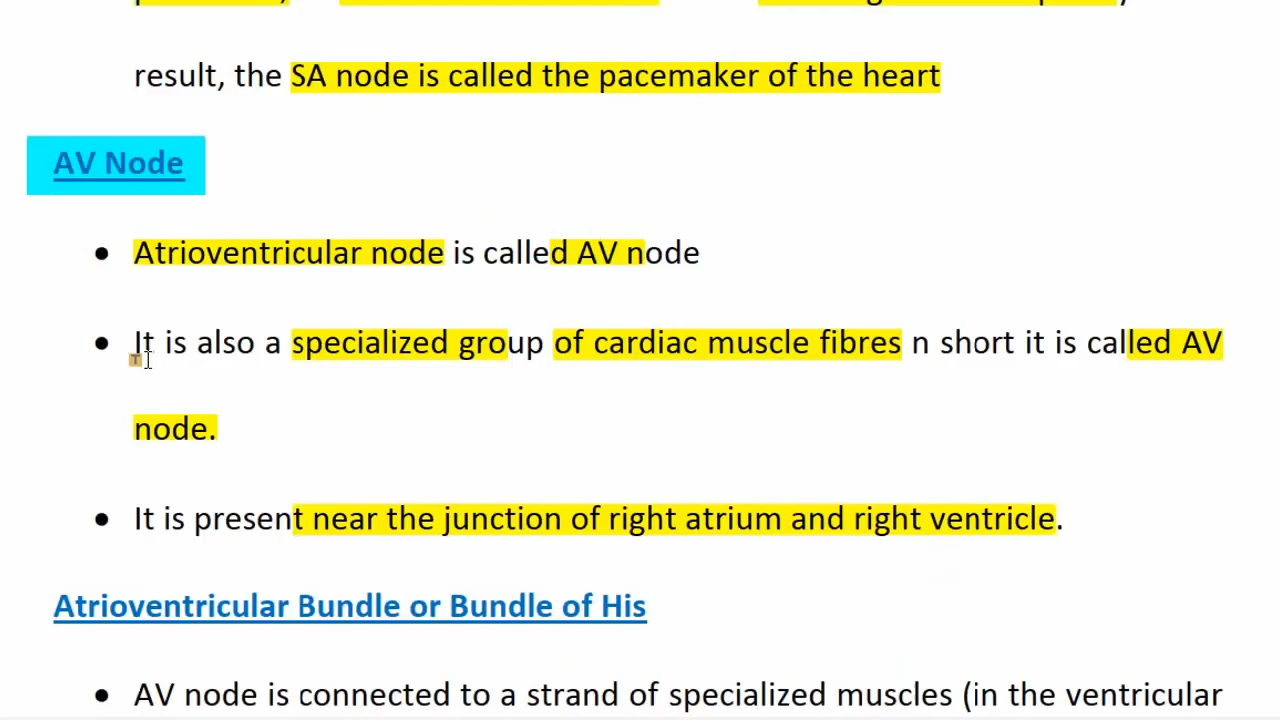 result, the SA node is called the pacemaker of the heart
AV Node
• Atrioventricular node is called AV node
• It is also a specialized group of cardiac muscle fibres n short it is called AV
node.
• It is present near the junction of right atrium and right ventricle.
Atrioventricular Bundle or Bundle of His
• AV node is connected to a strand of specialized muscles (in the ventricular